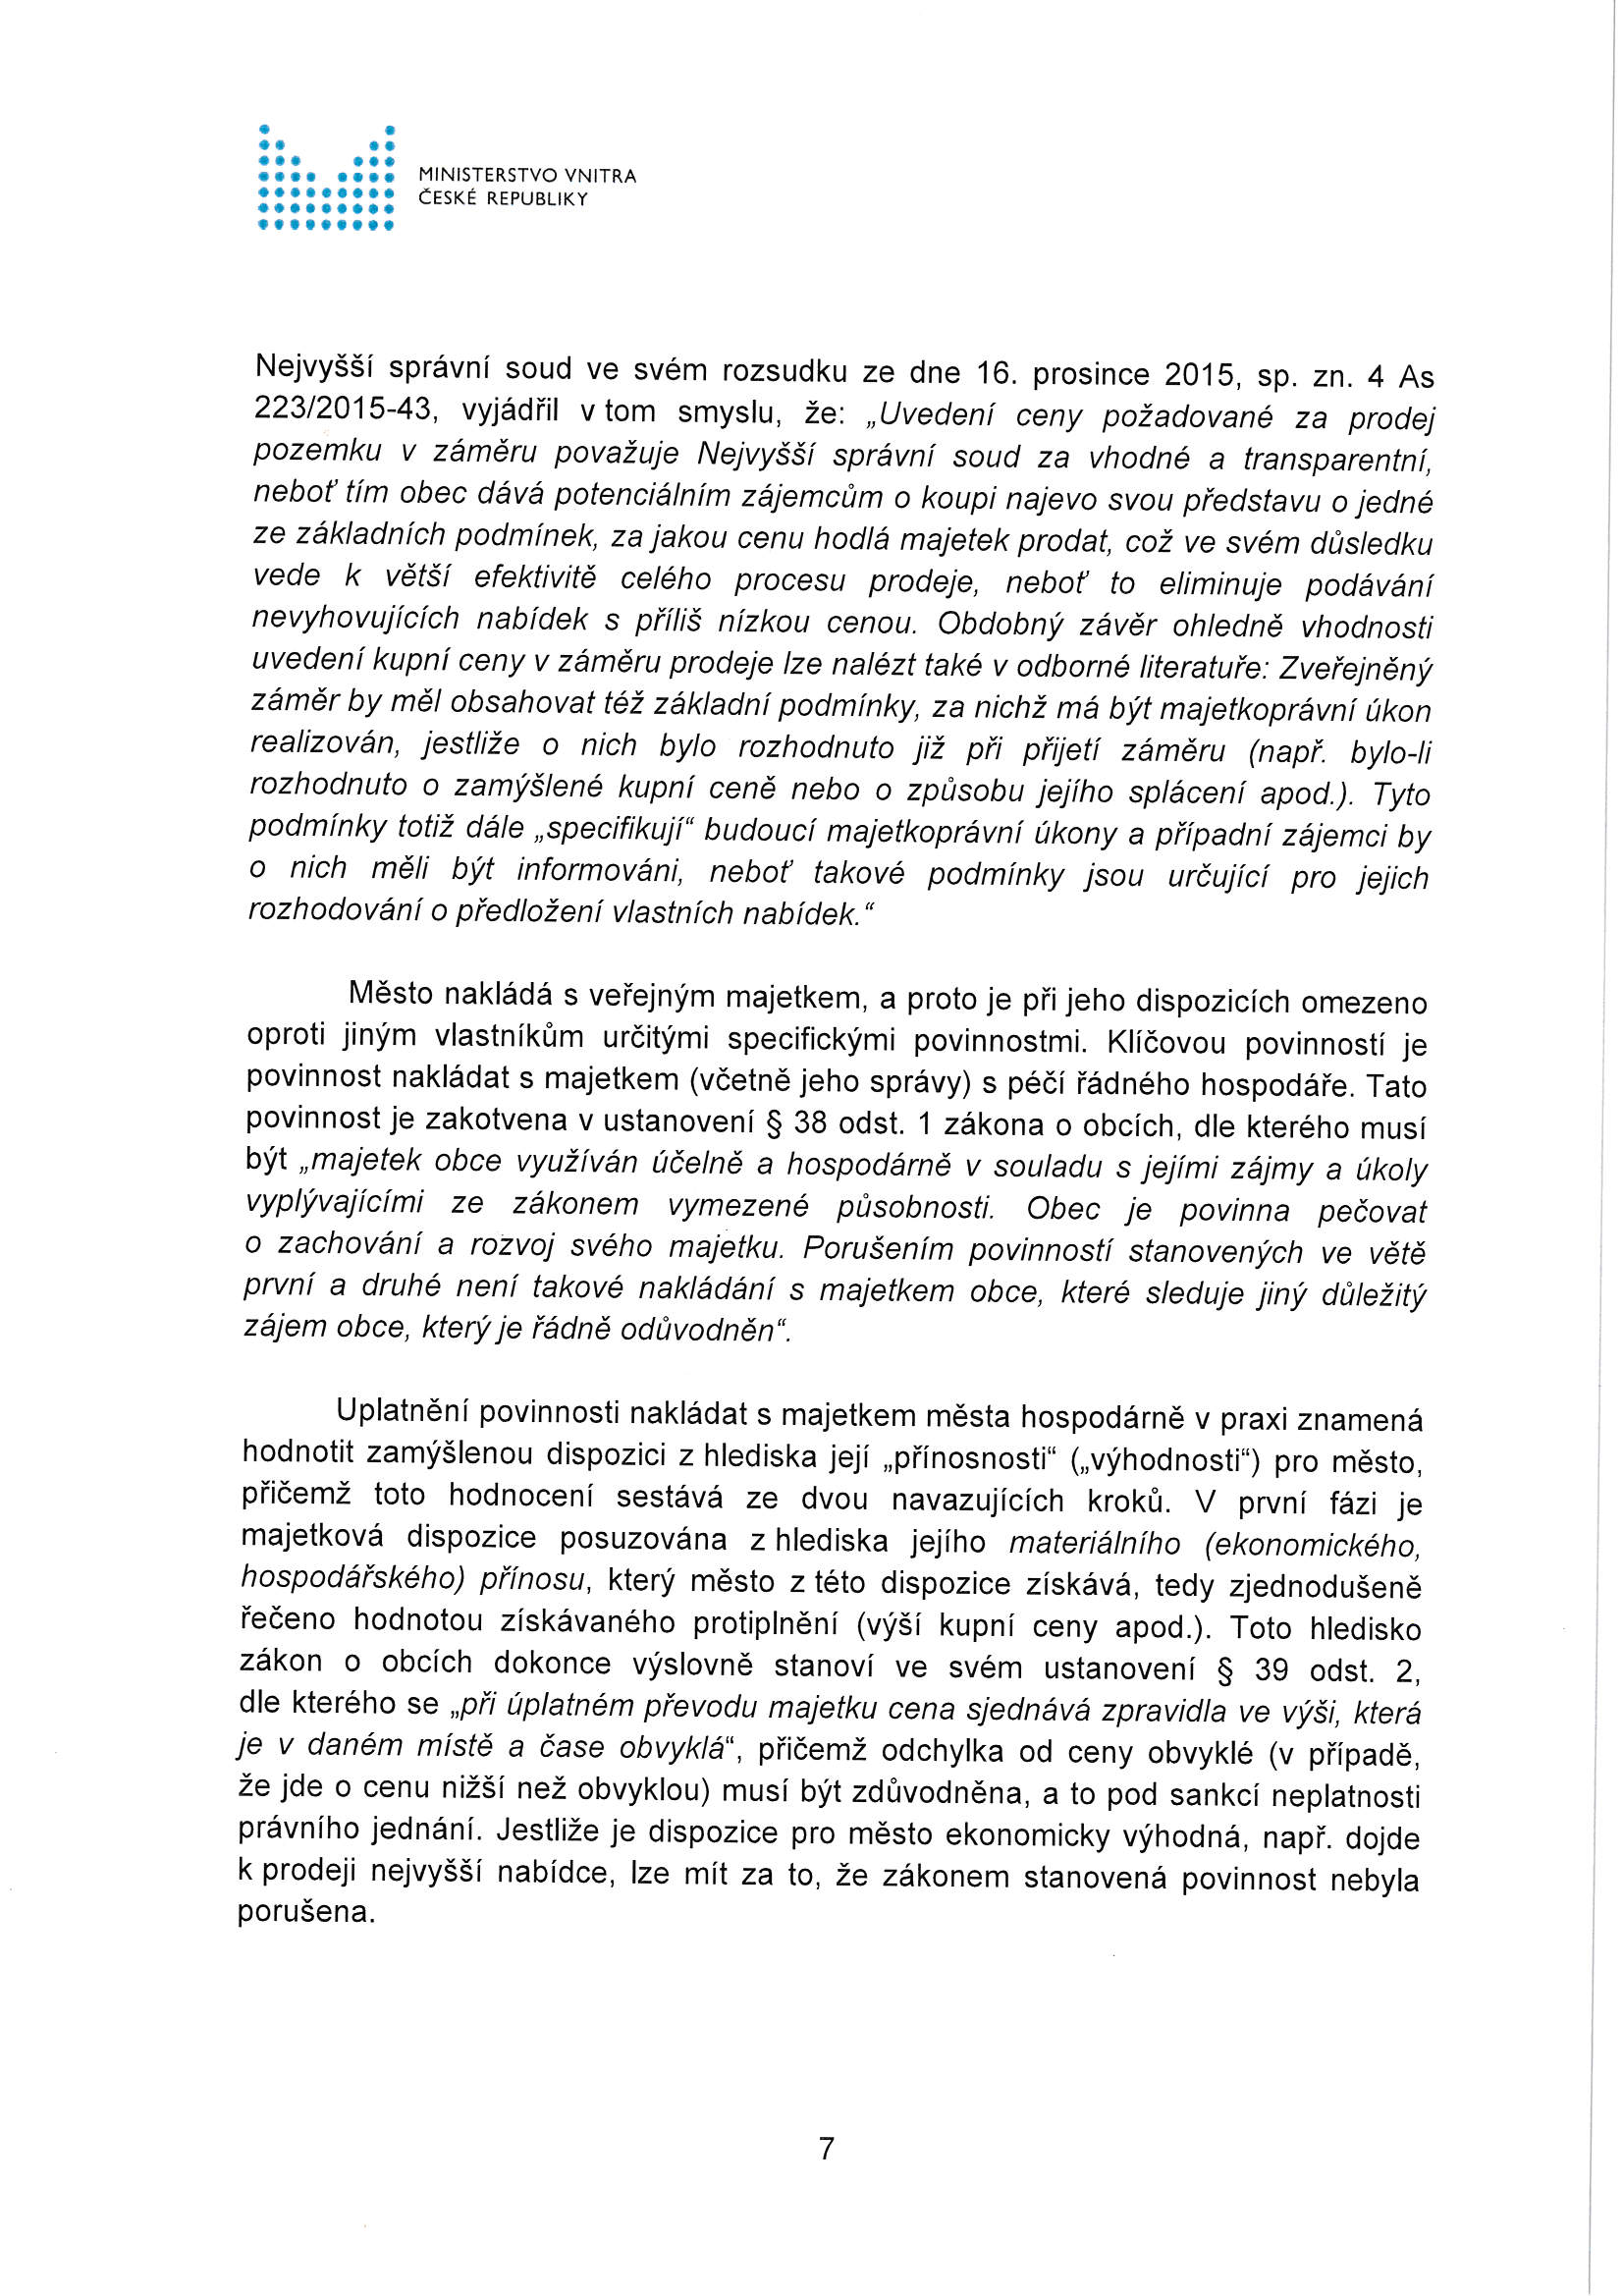 MINISTERSTVO VNITRA
ČESKÉ REPUBLIKY
Nejvyšší správní soud ve svém rozsudku ze dne 16. prosince 2015, sp. zn. 4 As
223/2015-43, vyjádřil v tom smyslu, že: „Uvedení ceny požadované za prodej
pozemku v záměru považuje Nejvyšší správní soud za vhodné a transparentní,
neboť tím obec dává potenciálním zájemcům o koupi najevo svou představu o jedné
ze základních podmínek, za jakou cenu hodlá majetek prodat, což ve svém důsledku
vede k větší efektivitě celého procesu prodeje, neboť to eliminuje podávání
nevyhovujících nabídek s příliš nízkou cenou. Obdobný závěr ohledně vhodnosti
uvedení kupní ceny v záměru prodeje lze nalézt také v odborné literatuře: Zveřejněný
záměr by měl obsahovat též základní podmínky, za nichž má být majetkoprávní úkon
realizován, jestliže o nich bylo rozhodnuto již při přijetí záměru (např. bylo-li
rozhodnuto o zamýšlené kupní ceně nebo o způsobu jejího splácení apod.). Tyto
podmínky totiž dále „specifikují“ budoucí majetkoprávní úkony a případní zájemci by
o nich měli být informováni, neboť takové podmínky jsou určující pro jejich
rozhodování o předložení vlastních nabídek.“
Město nakládá s veřejným majetkem, a proto je při jeho dispozicích omezeno
oproti jiným vlastníkům určitými specifickými povinnostmi. Klíčovou povinností je
povinnost nakládat s majetkem (včetně jeho správy) s péčí řádného hospodáře. Tato
povinnost je zakotvena v ustanovení § 38 odst. 1 zákona o obcích, dle kterého musí
být „majetek obce využíván účelně a hospodárně v souladu s jejími zájmy a úkoly
vyplývajícími ze zákonem vymezené působnosti. Obec je povinna pečovat
o zachování a rozvoj svého majetku. Porušením povinností stanovených ve větě
první a druhé není takové nakládání s majetkem obce, které sleduje jiný důležitý
zájem obce, který je řádně odůvodněn“.
Uplatnění povinnosti nakládat s majetkem města hospodárně v praxi znamená
hodnotit zamýšlenou dispozici z hlediska její „přínosnosti“ („výhodnosti“) pro město,
přičemž toto hodnocení sestává ze dvou navazujících kroků. V první fázi je
majetková dispozice posuzována z hlediska jejího materiálního (ekonomického,
hospodářského) přínosu, který město z této dispozice získává, tedy zjednodušeně
řečeno hodnotou získávaného protiplnění (výší kupní ceny apod.). Toto hledisko
zákon o obcích dokonce výslovně stanoví ve svém ustanovení § 39 odst. 2,
dle kterého se „při úplatném převodu majetku cena sjednává zpravidla ve výši, která
je v daném místě a čase obvyklá“, přičemž odchylka od ceny obvyklé (v případě,
že jde o cenu nižší než obvyklou) musí být zdůvodněna, a to pod sankcí neplatnosti
právního jednání. Jestliže je dispozice pro město ekonomicky výhodná, např. dojde
k prodeji nejvyšší nabídce, lze mít za to, že zákonem stanovená povinnost nebyla
porušena.
7